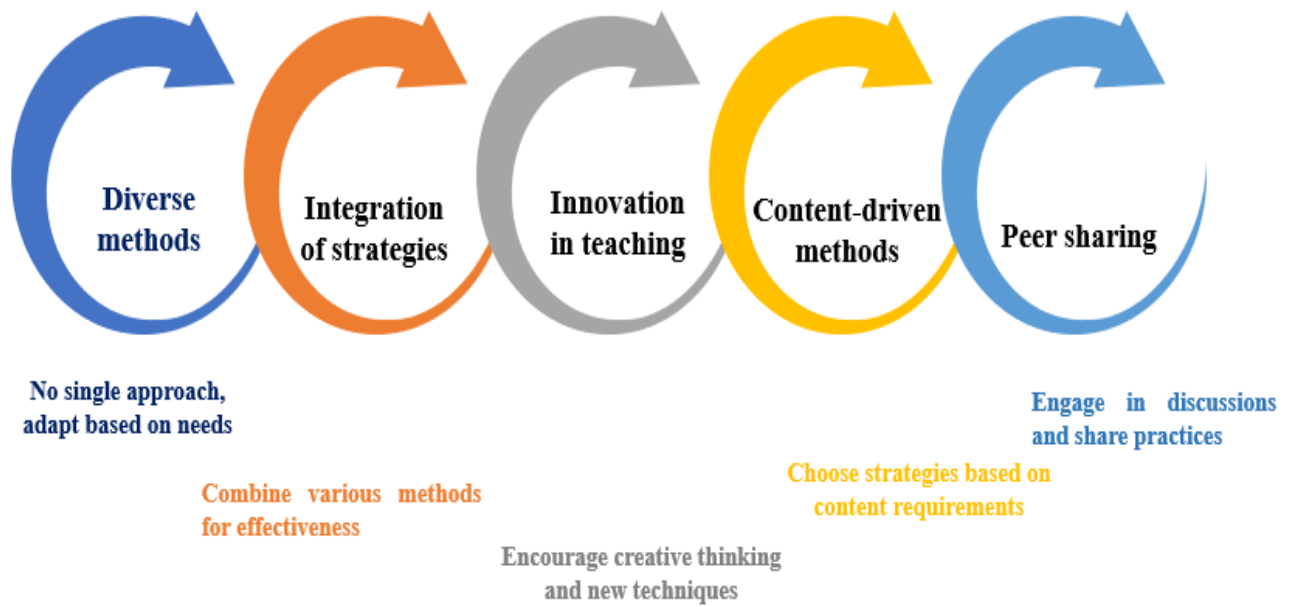 Diverse
methods
Integration
of strategies
Innovation
in teaching
Content-driven
methods
Peer sharing
No single approach,
adapt based on needs
Combine various methods
for effectiveness
Encourage creative thinking
and new techniques
Choose strategies based on
content requirements
Engage in discussions
and share practices